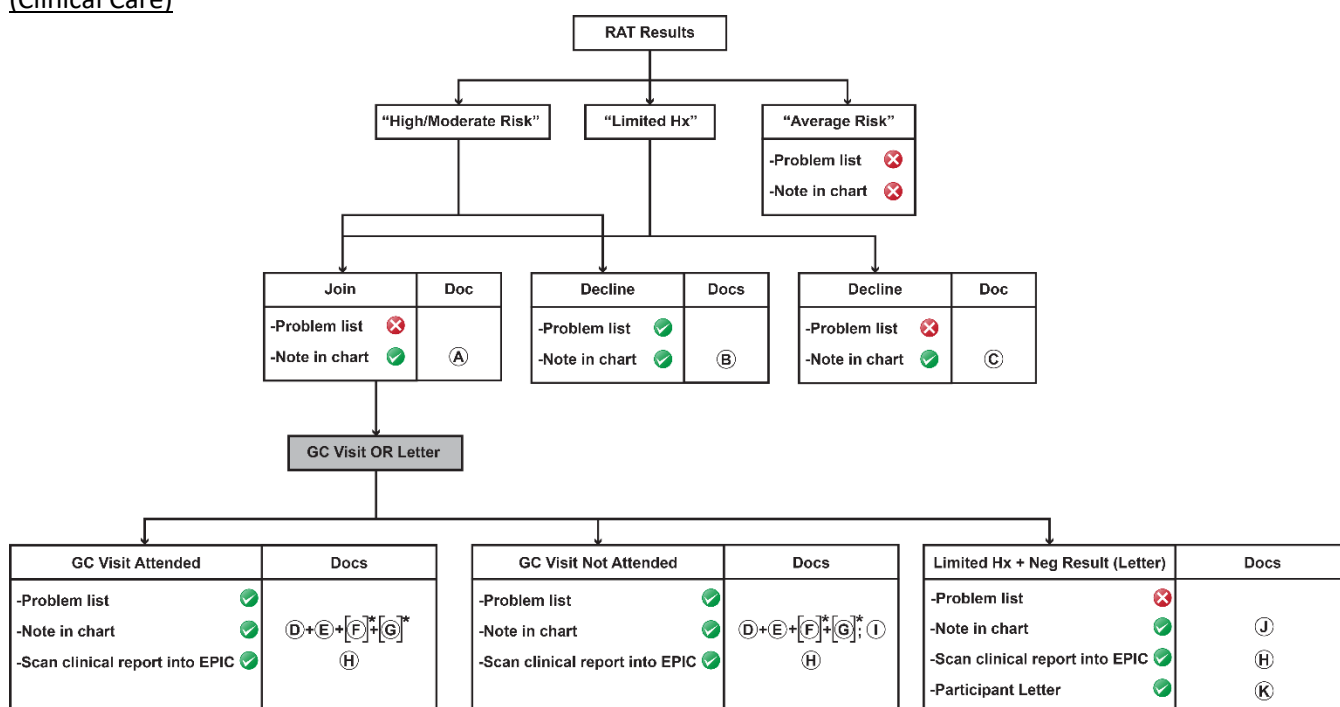 (Clinical Care)
RAT Results
“High/Moderate Risk”
“Limited Hx”
“Average Risk”
-Problem list
-Note in chart
Join
Doc
-Problem list
-Note in chart
A
Decline
Docs
-Problem list
-Note in chart
B
Decline
Doc
-Problem list
-Note in chart
C
GC Visit OR Letter
GC Visit Attended
Docs
-Problem list
-Note in chart
D+E+[F]*+[G]*
-Scan clinical report into EPIC
H
GC Visit Not Attended
Docs
-Problem list
-Note in chart
D+E+[F]*+[G]*; I
-Scan clinical report into EPIC
H
Limited Hx + Neg Result (Letter)
Docs
-Problem list
-Note in chart
J
-Scan clinical report into EPIC
H
-Participant Letter
K